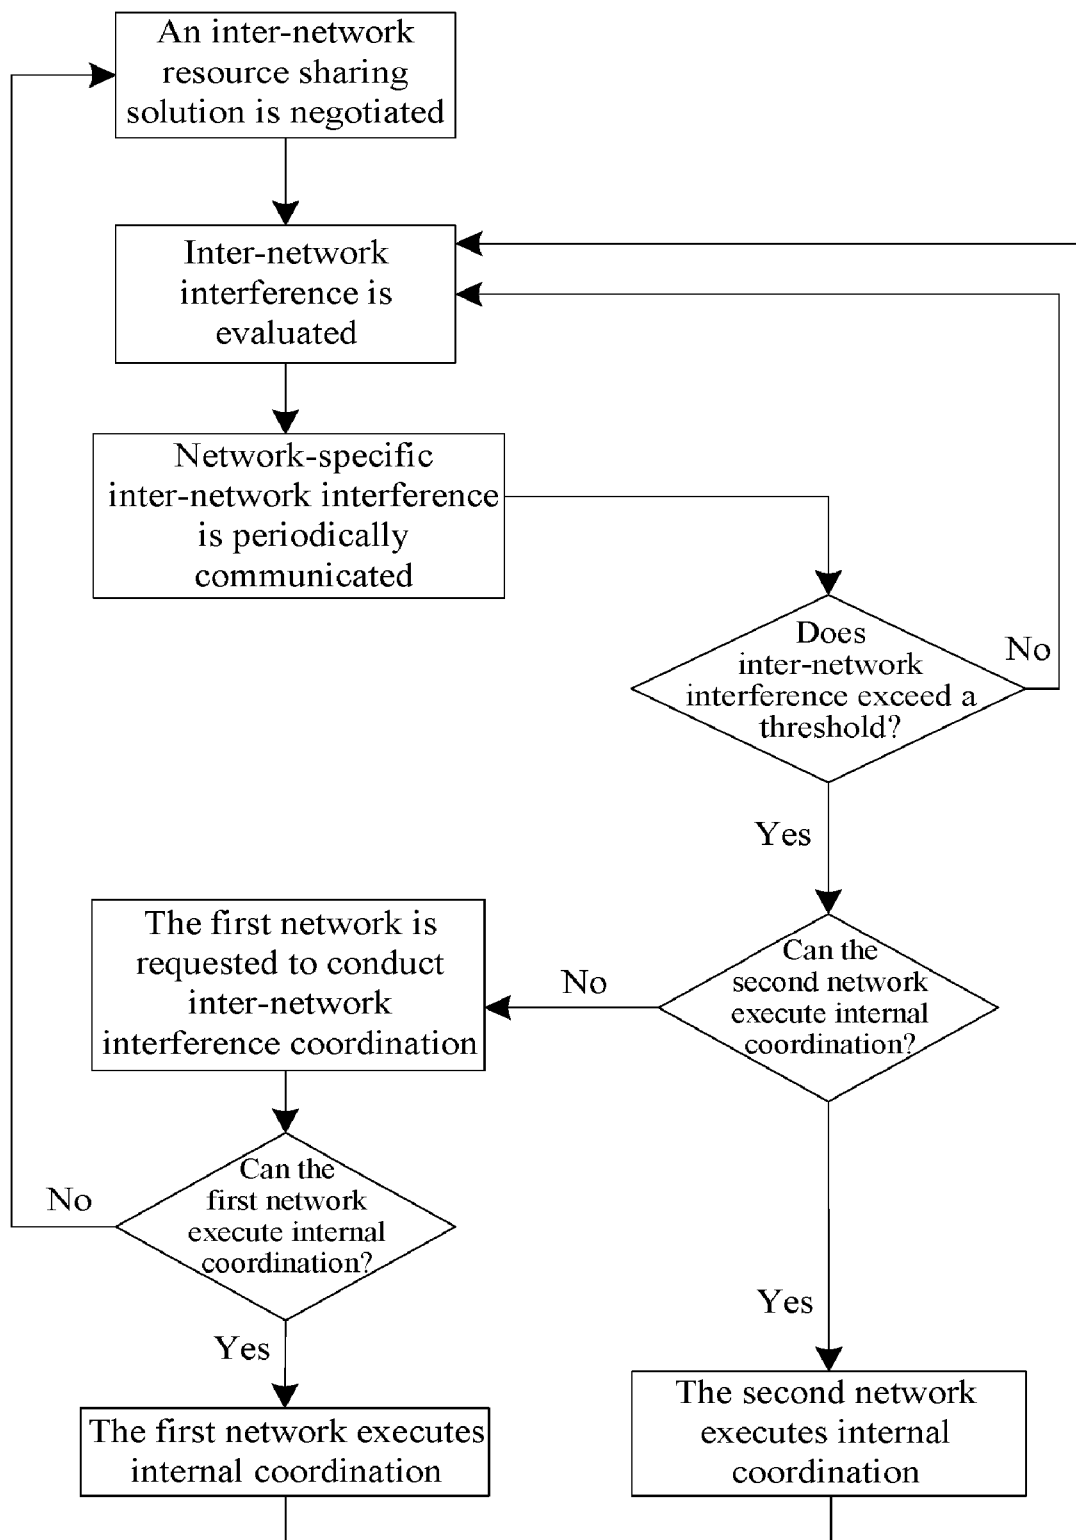 An inter-network
resource sharing
solution is negotiated
Inter-network
interference is
evaluated
Network-specific
inter-network interference
is periodically
communicated
Does
inter-network
interference exceed a
threshold?
No
Yes
Can the
second network
execute internal
coordination?
No
The first network is
requested to conduct
inter-network
interference coordination
Can the
first network
execute internal
coordination?
No
Yes
Yes
The first network executes
internal coordination
The second network
executes internal
coordination